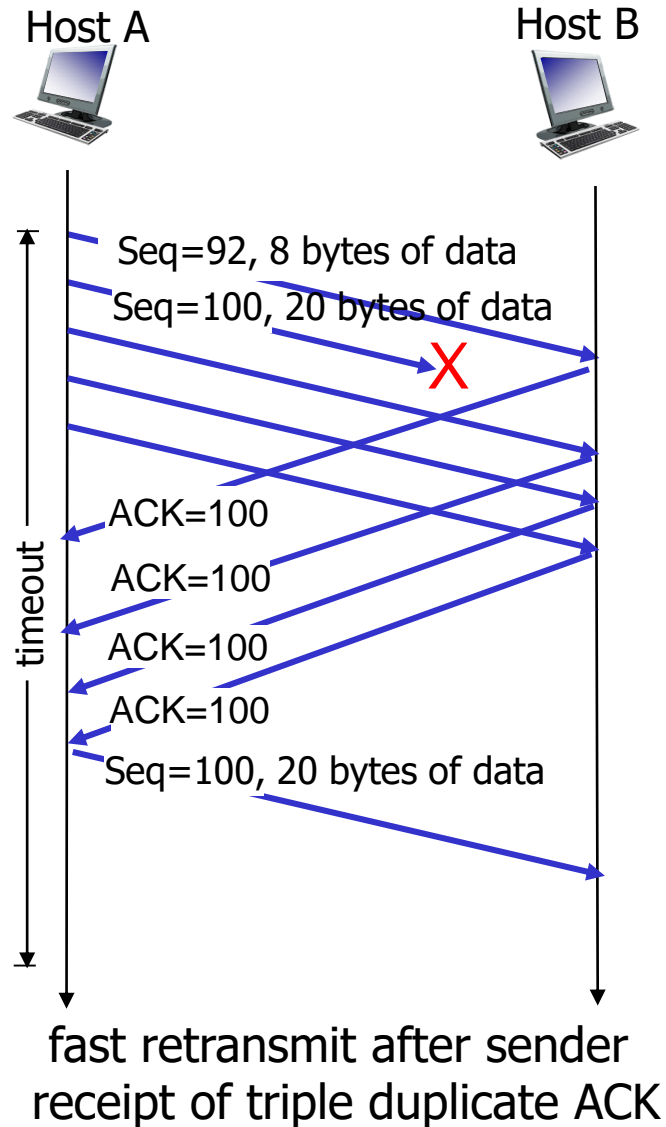 Host A
Host B
Seq=92, 8 bytes of data
Seq=100, 20 bytes of data
X
ACK=100
timeout
ACK=100
ACK=100
ACK=100
Seq=100, 20 bytes of data
fast retransmit after sender
receipt of triple duplicate ACK